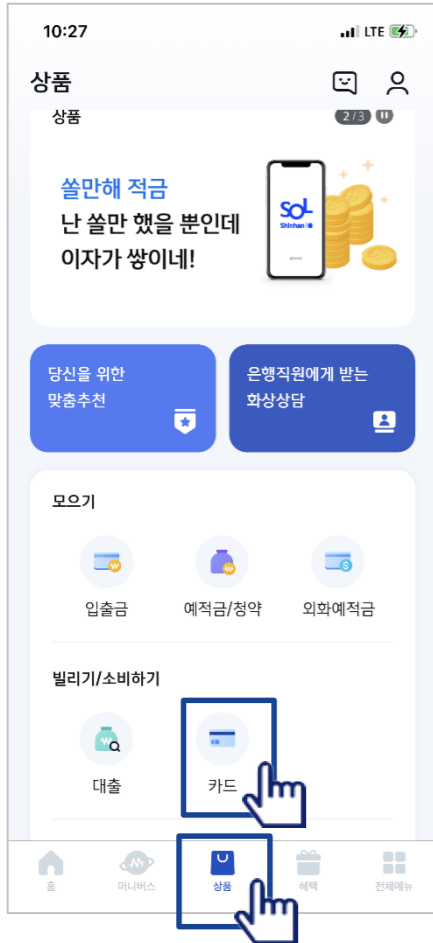 10:27
LTE
상품
상품
2/3
쏠만해 적금
난 쏠만 했을 뿐인데
이자가 쌓이네!
SOL
Shinhan
당신을 위한
맞춤추천
은행직원에게 받는
화상상담
모으기
입출금
예적금/청약
외화예적금
빌리기/소비하기
대출
카드
홈
머니버스
상품
혜택
전체메뉴